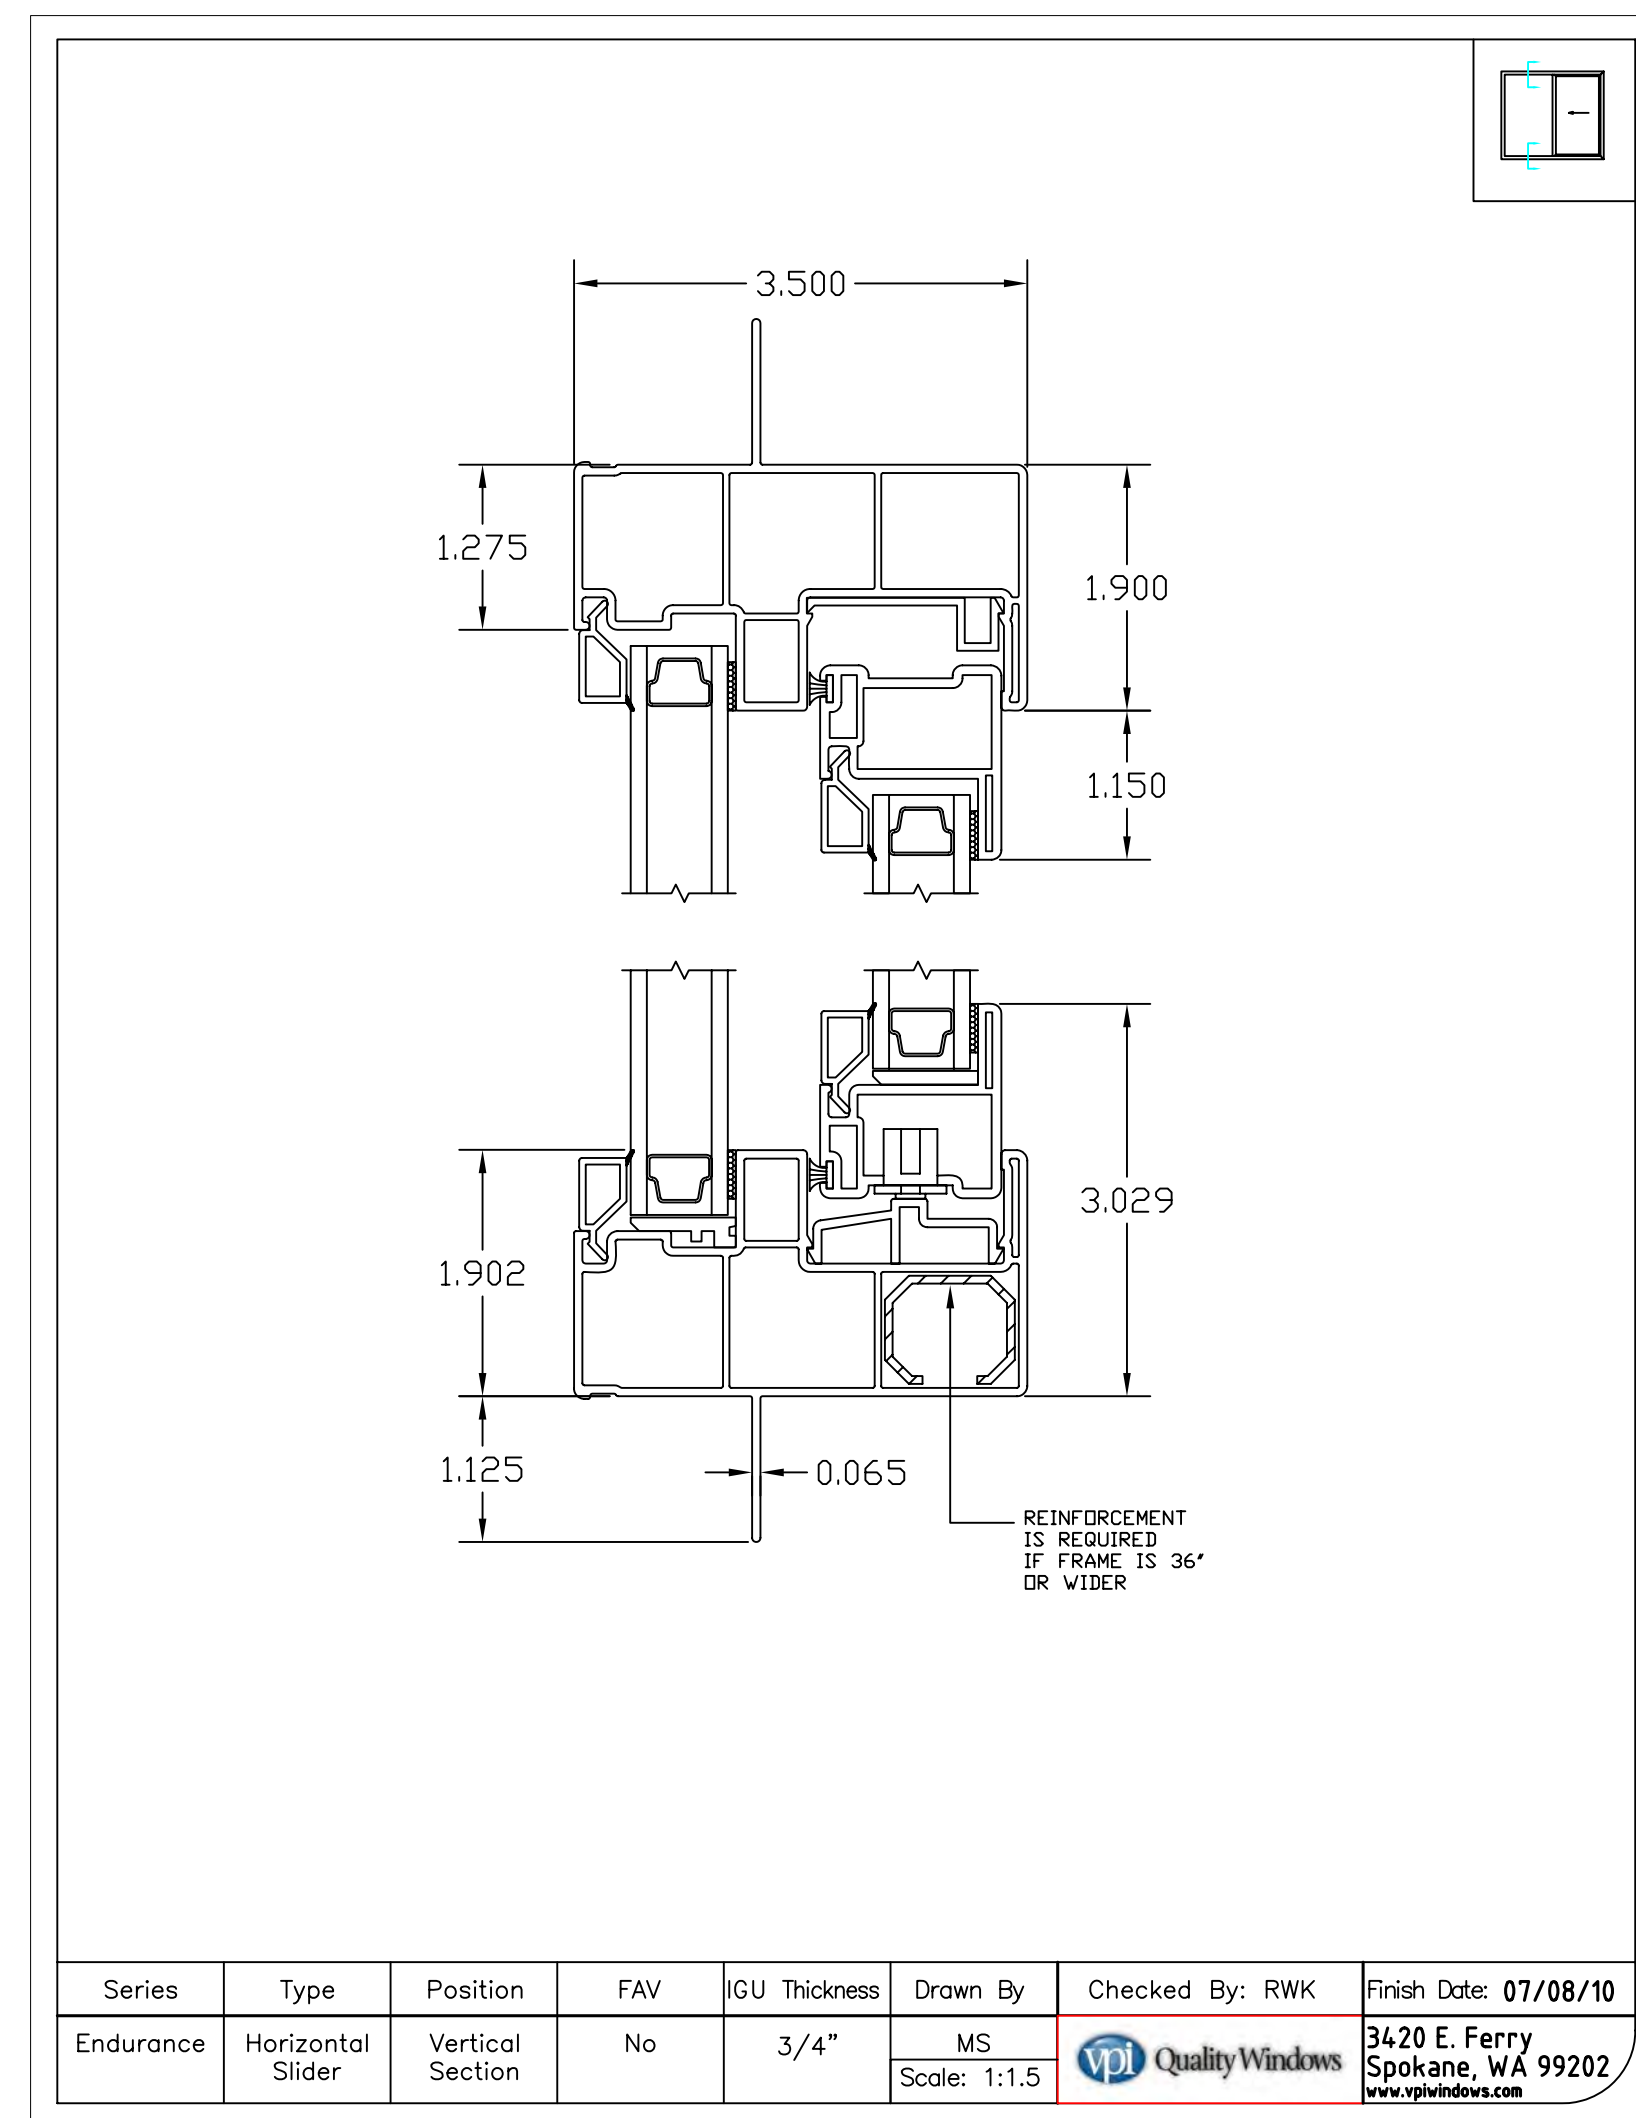 3.500
1.275
1.900
1.150
3.029
1.902
1.125
0.065
REINFORCEMENT
IS REQUIRED
IF FRAME IS 36"
OR WIDER
Series
Type
Position
FAV
IGU Thickness
Drawn By
Checked By: RWK
Finish Date: 07/08/10
Endurance
Horizontal
Slider
Vertical
Section
No
3/4”
MS
Scale: 1:1.5
vpi Quality Windows
3420 E. Ferry
Spokane, WA 99202
www.vpiwindows.com